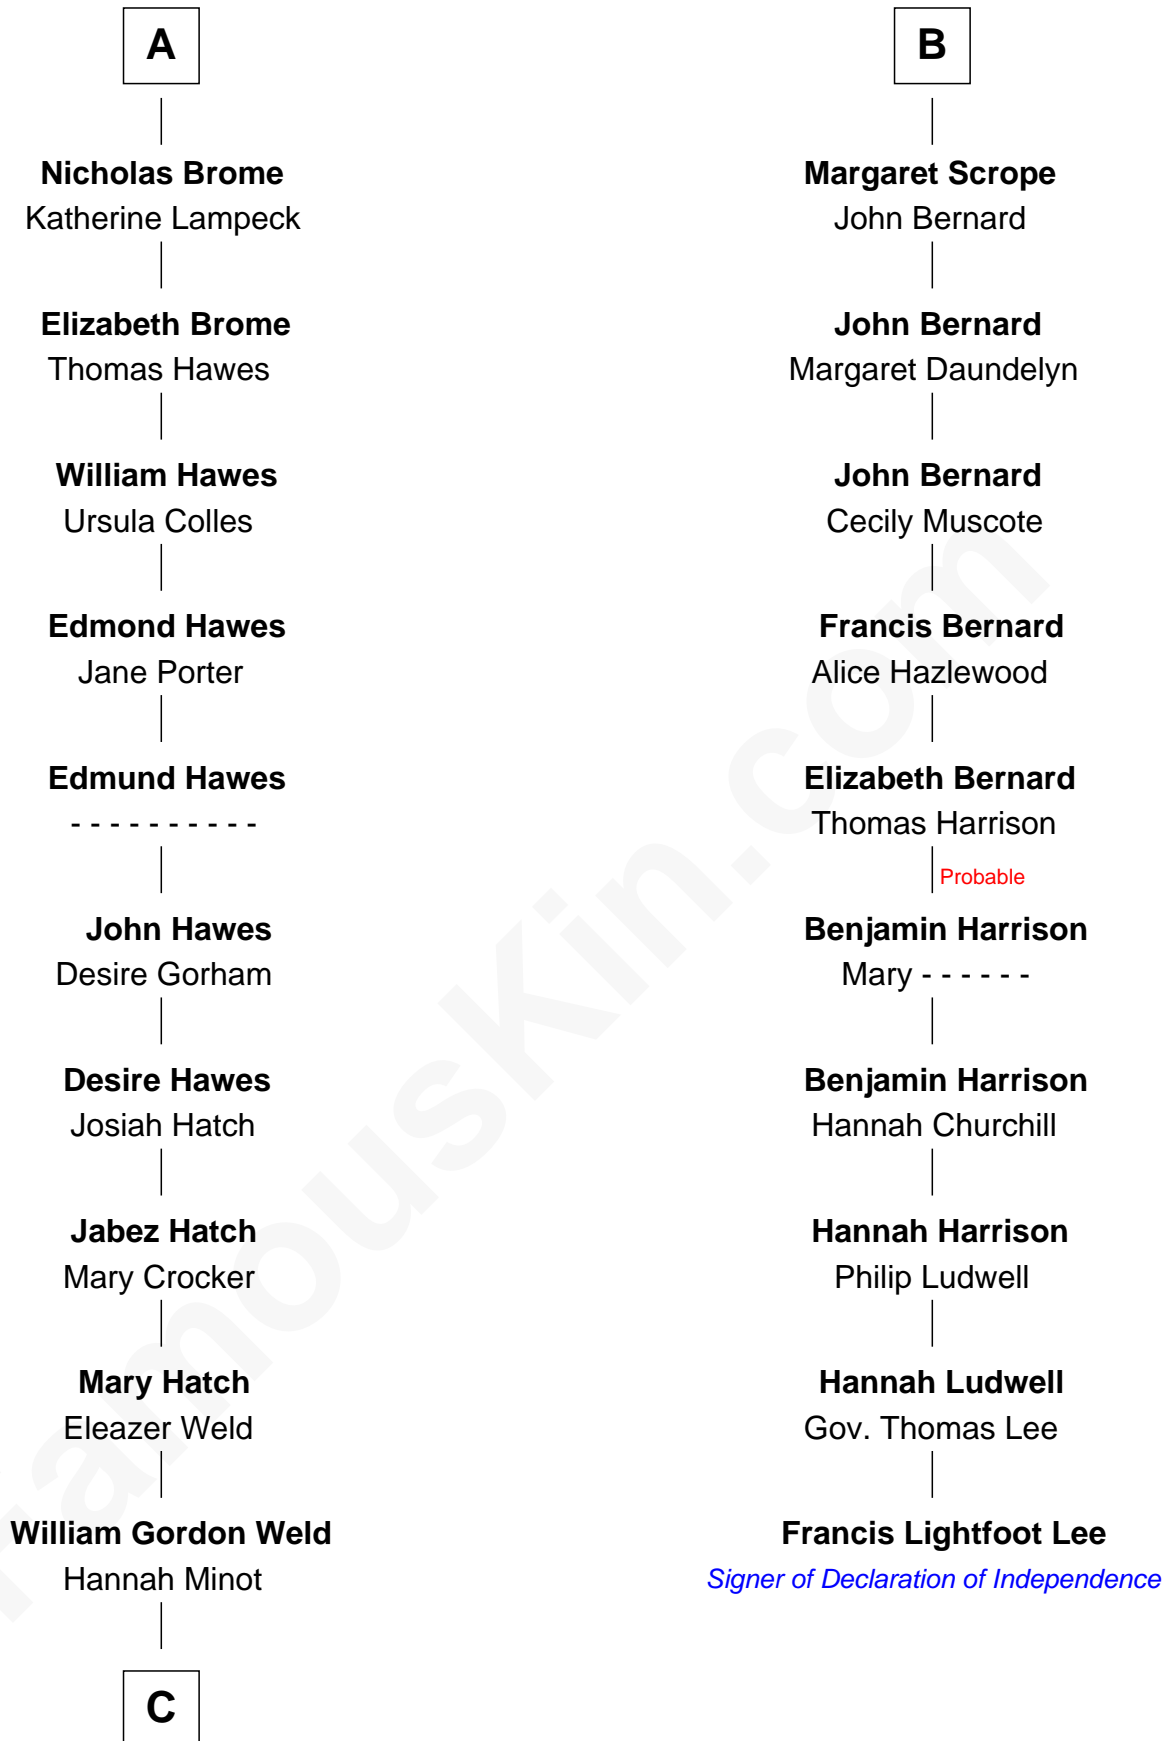 A
Nicholas Brome
Katherine Lampeck
Elizabeth Brome
Thomas Hawes
William Hawes
Ursula Colles
Edmond Hawes
Jane Porter
Edmund Hawes
- - - - - - - - - -
John Hawes
Desire Gorham
Desire Hawes
Josiah Hatch
Jabez Hatch
Mary Crocker
Mary Hatch
Eleazer Weld
William Gordon Weld
Hannah Minot
C
B
Margaret Scrope
John Bernard
John Bernard
Margaret Daundelyn
John Bernard
Cecily Muscote
Francis Bernard
Alice Hazlewood
Elizabeth Bernard
Thomas Harrison
Probable
Benjamin Harrison
Mary - - - - - -
Benjamin Harrison
Hannah Churchill
Hannah Harrison
Philip Ludwell
Hannah Ludwell
Gov. Thomas Lee
Francis Lightfoot Lee
Signer of Declaration of Independence
FamousKin.com